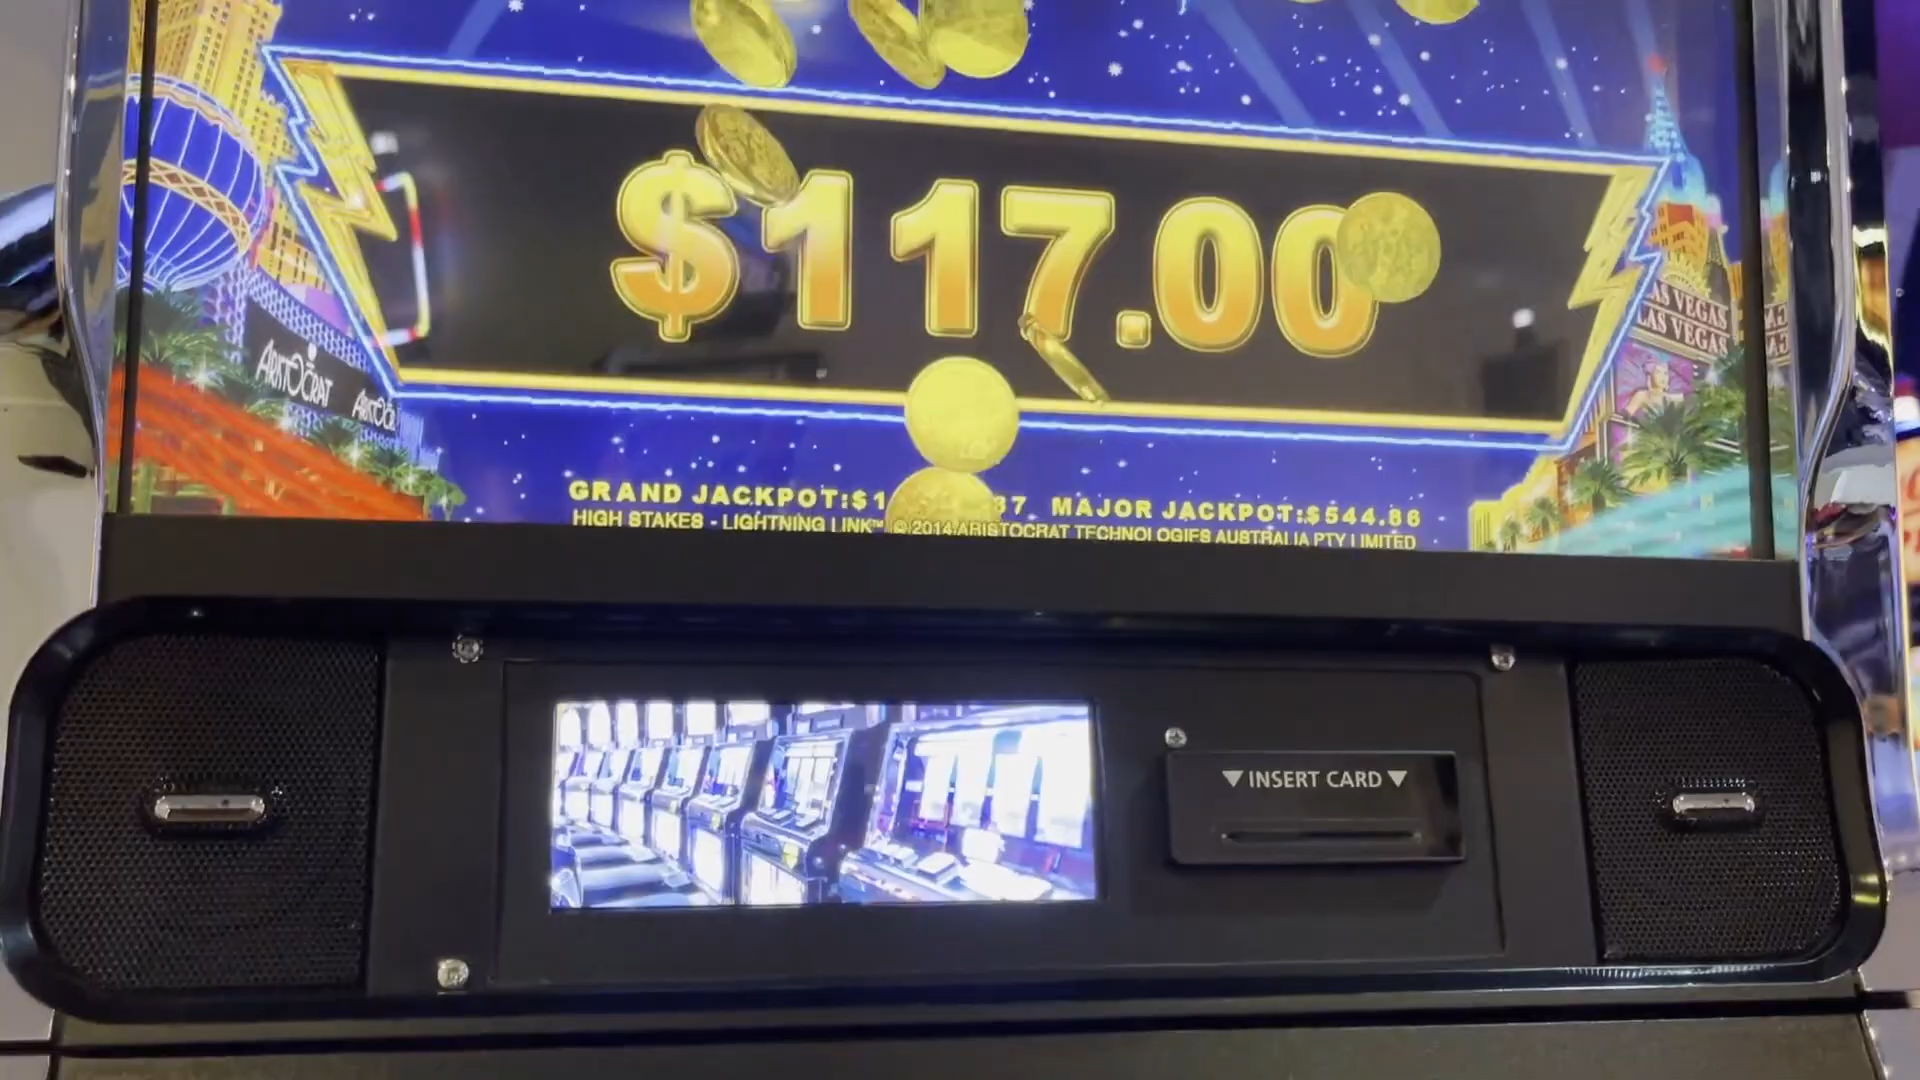 $117.00
ARISTOCRAT
LAS VEGAS
LAS VEGAS
GRAND JACKPOT:$1 37 MAJOR JACKPOT:$544.86
HIGH STAKES - LIGHTNING LINK™ © 2014 ARISTOCRAT TECHNOLOGIES AUSTRALIA PTY LIMITED
▼INSERT CARD▼